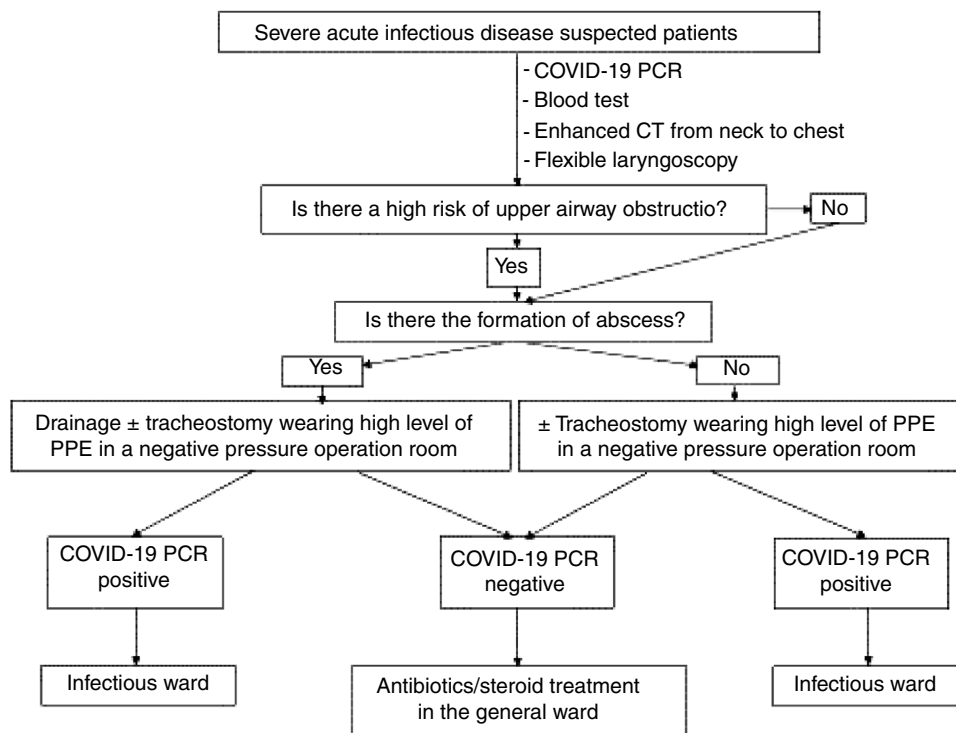 Severe acute infectious disease suspected patients
- COVID-19 PCR
- Blood test
- Enhanced CT from neck to chest
- Flexible laryngoscopy
Is there a high risk of upper airway obstructio?
No
Yes
Is there the formation of abscess?
Yes
No
Drainage ± tracheostomy wearing high level of
PPE in a negative pressure operation room
± Tracheostomy wearing high level of PPE
in a negative pressure operation room
COVID-19 PCR
positive
COVID-19 PCR
negative
COVID-19 PCR
positive
Infectious ward
Antibiotics/steroid treatment
in the general ward
Infectious ward